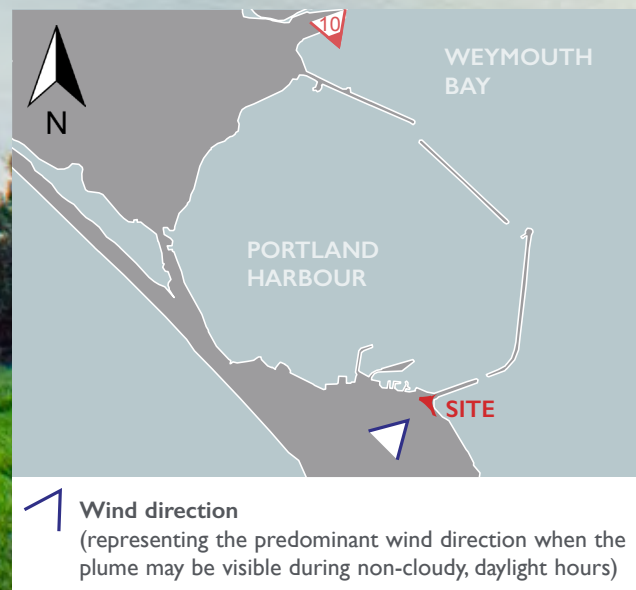 10
WEYMOUTH
BAY
N
PORTLAND
HARBOUR
SITE
Wind direction
(representing the predominant wind direction when the
plume may be visible during non-cloudy, daylight hours)